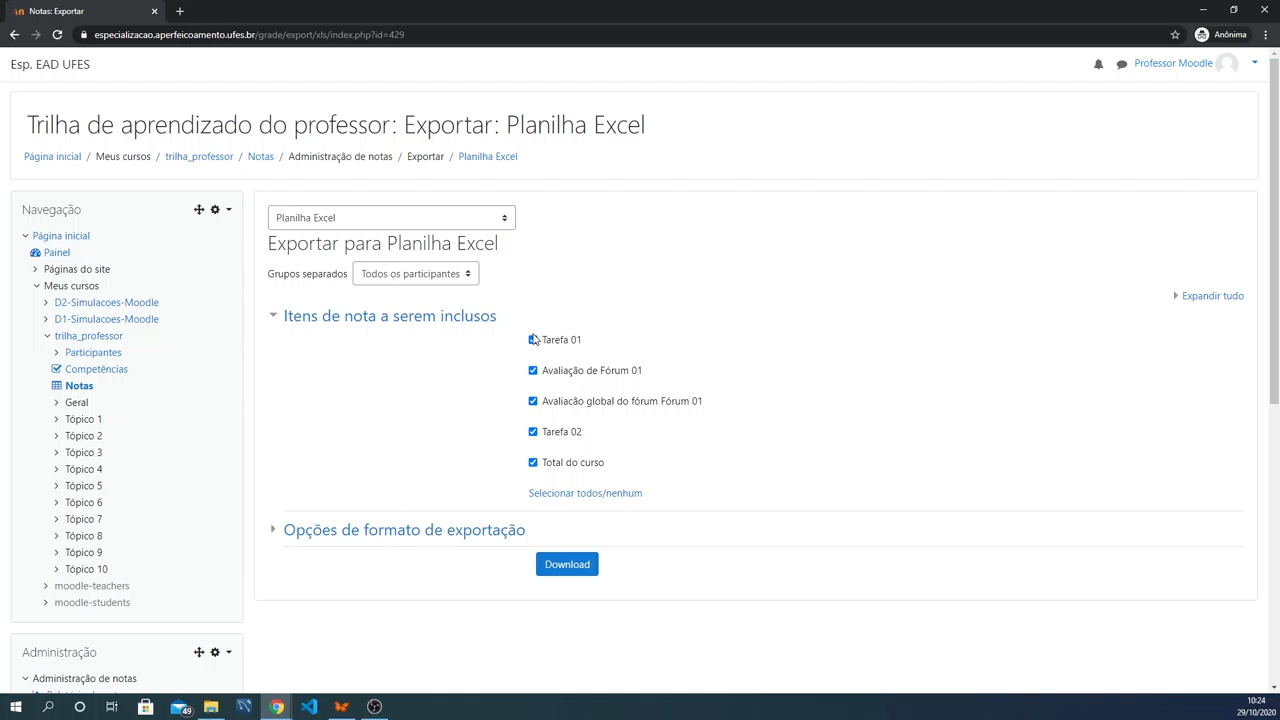 Notas: Exportar
especializacao.aperfeicoamento.ufes.br/grade/export/xls/index.php?id=429
Anônima
Esp. EAD UFES
Professor Moodle
Trilha de aprendizado do professor: Exportar: Planilha Excel
Página inicial / Meus cursos / trilha_professor / Notas / Administração de notas / Exportar / Planilha Excel
Navegação
Página inicial
Painel
Páginas do site
Meus cursos
D2-Simulacoes-Moodle
D1-Simulacoes-Moodle
trilha_professor
Participantes
Competências
Notas
Geral
Tópico 1
Tópico 2
Tópico 3
Tópico 4
Tópico 5
Tópico 6
Tópico 7
Tópico 8
Tópico 9
Tópico 10
moodle-teachers
moodle-students
Administração
Administração de notas
Planilha Excel
Exportar para Planilha Excel
Grupos separados Todos os participantes
Expandir tudo
Itens de nota a serem inclusos
Tarefa 01
Avaliação de Fórum 01
Avaliacão global do fórum Fórum 01
Tarefa 02
Total do curso
Selecionar todos/nenhum
Opções de formato de exportação
Download
49
10:24
29/10/2020